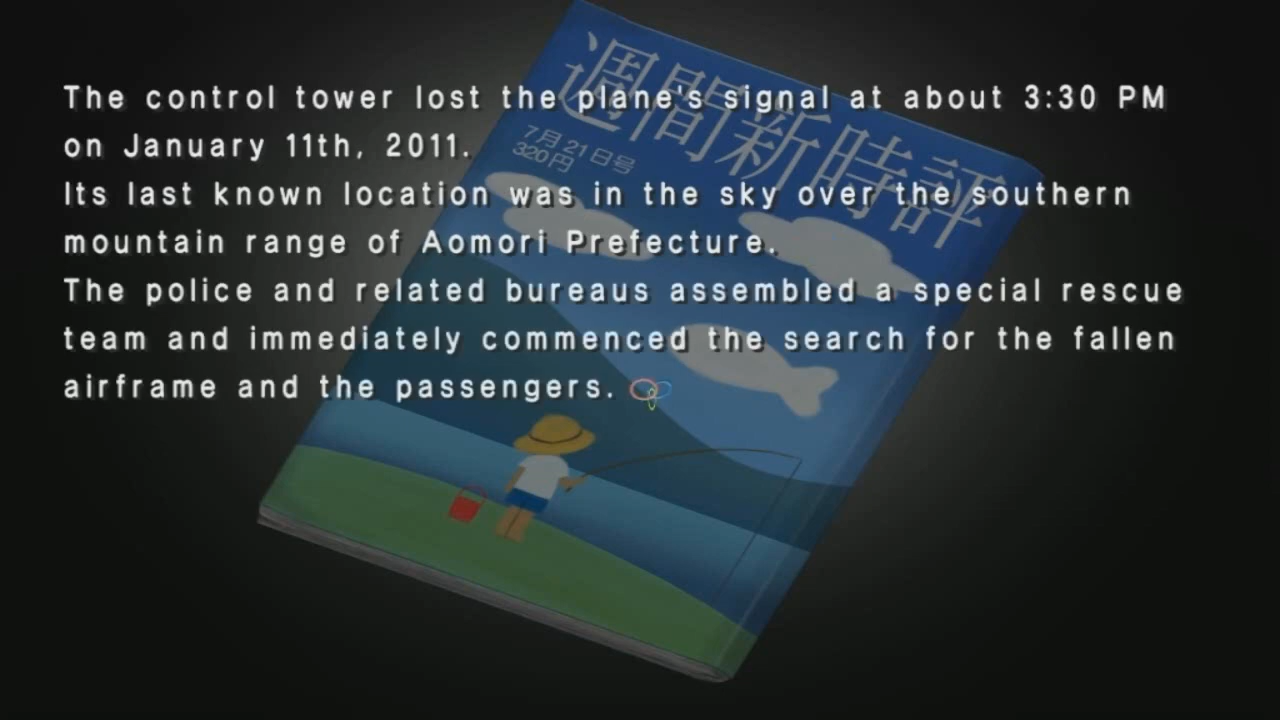 The control tower lost the plane's signal at about 3:30 PM
on January 11th, 2011.
Its last known location was in the sky over the southern
mountain range of Aomori Prefecture.
The police and related bureaus assembled a special rescue
team and immediately commenced the search for the fallen
airframe and the passengers.
週間新時評
7月21日号
320円